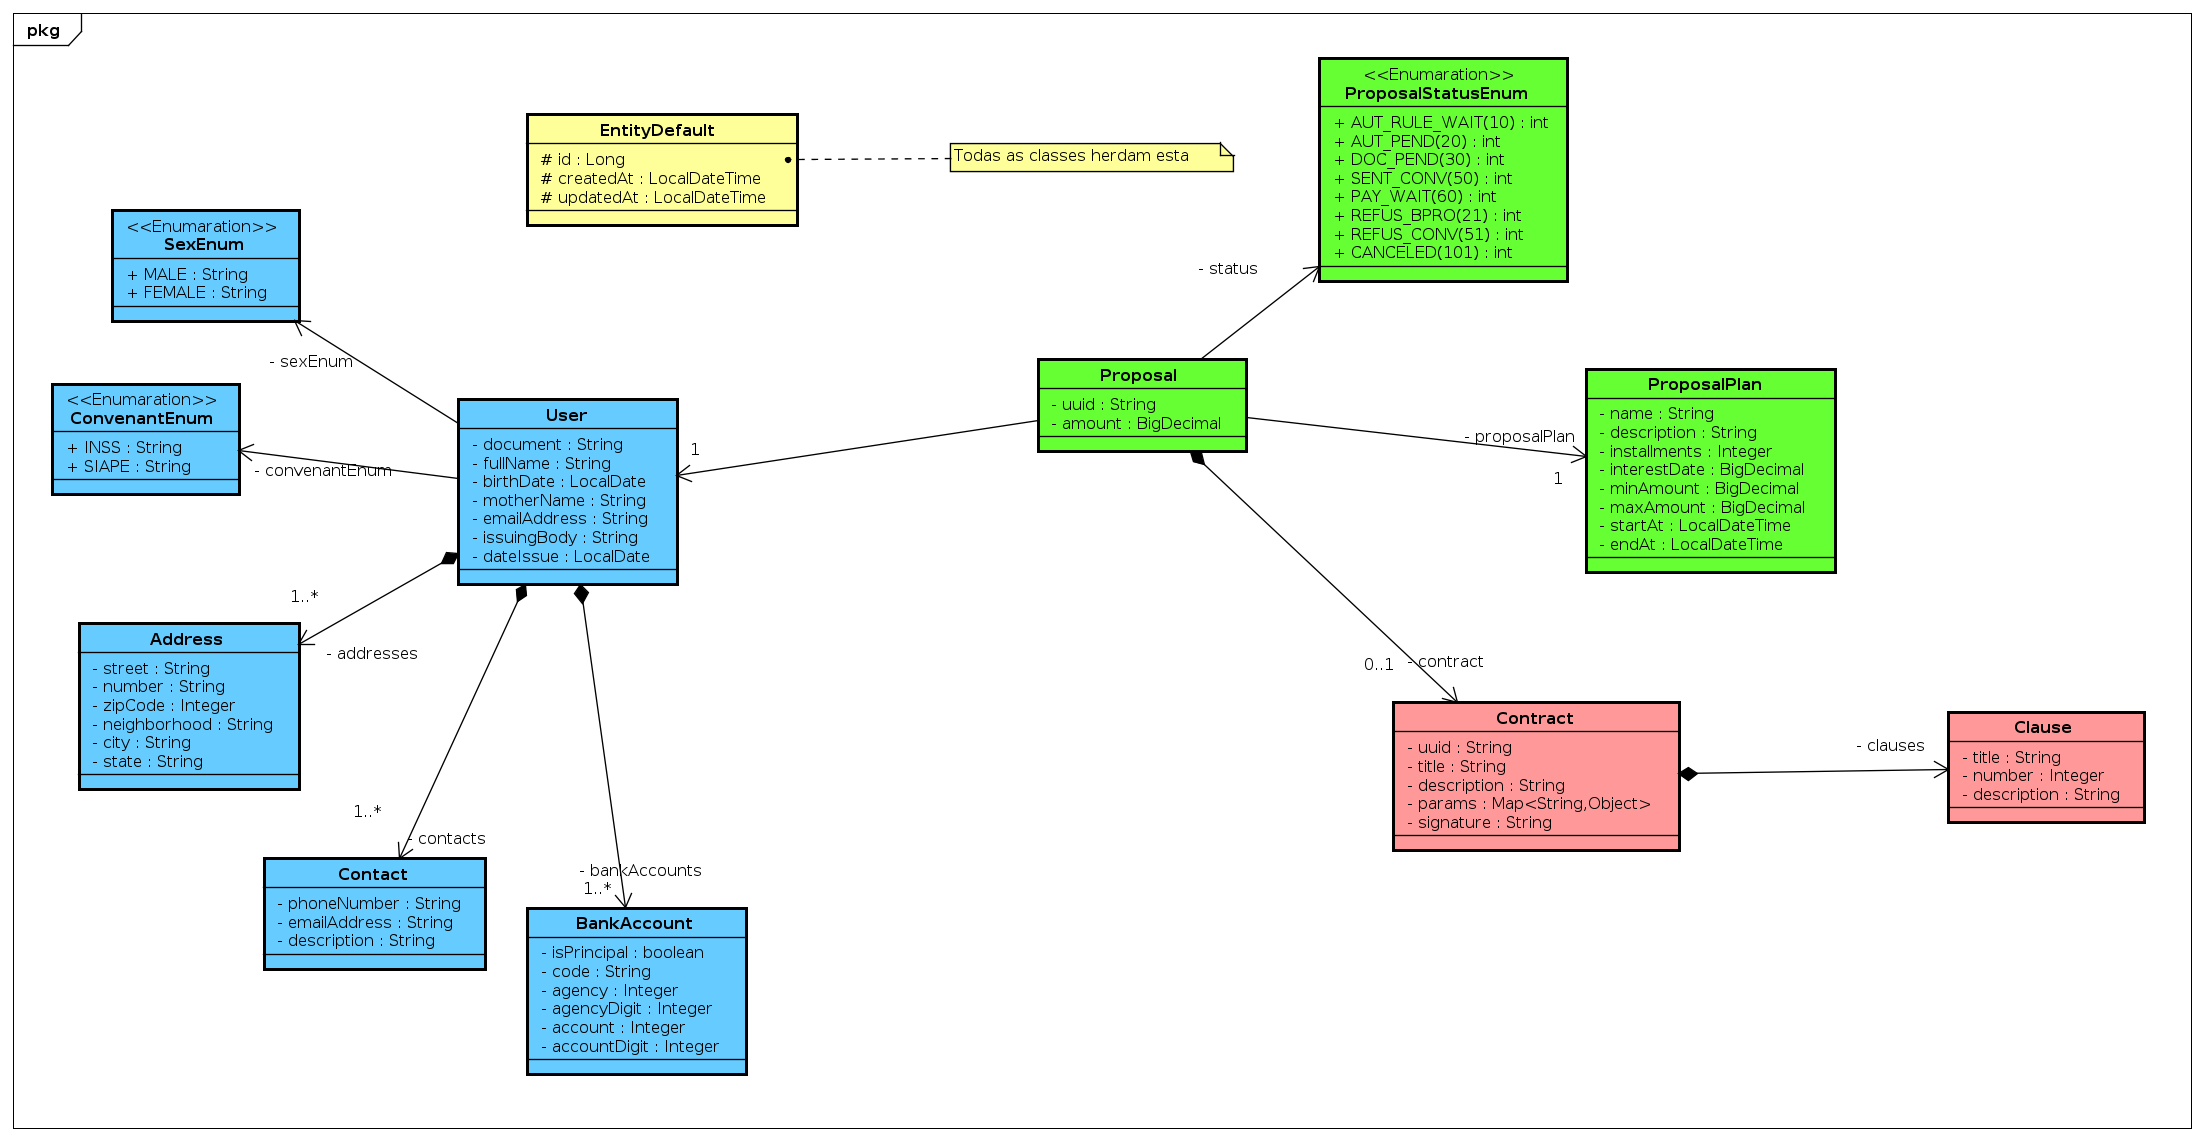 pkg
EntityDefault
# id : Long
# createdAt : LocalDateTime
# updatedAt : LocalDateTime
Todas as classes herdam esta
<<Enumaration>>
ProposalStatusEnum
+ AUT_RULE_WAIT(10) : int
+ AUT_PEND(20) : int
+ DOC_PEND(30) : int
+ SENT_CONV(50) : int
+ PAY_WAIT(60) : int
+ REFUS_BPRO(21) : int
+ REFUS_CONV(51) : int
+ CANCELED(101) : int
<<Enumaration>>
SexEnum
+ MALE : String
+ FEMALE : String
- status
- sexEnum
<<Enumaration>>
ConvenantEnum
+ INSS : String
+ SIAPE : String
- convenantEnum
User
- document : String
- fullName : String
- birthDate : LocalDate
- motherName : String
- emailAddress : String
- issuingBody : String
- dateIssue : LocalDate
1
Proposal
- uuid : String
- amount : BigDecimal
- proposalPlan
1
ProposalPlan
- name : String
- description : String
- installments : Integer
- interestDate : BigDecimal
- minAmount : BigDecimal
- maxAmount : BigDecimal
- startAt : LocalDateTime
- endAt : LocalDateTime
1..*
- addresses
Address
- street : String
- number : String
- zipCode : Integer
- neighborhood : String
- city : String
- state : String
0..1
- contract
Contract
- uuid : String
- title : String
- description : String
- params : Map<String,Object>
- signature : String
- clauses
Clause
- title : String
- number : Integer
- description : String
1..*
- contacts
Contact
- phoneNumber : String
- emailAddress : String
- description : String
- bankAccounts
1..*
BankAccount
- isPrincipal : boolean
- code : String
- agency : Integer
- agencyDigit : Integer
- account : Integer
- accountDigit : Integer